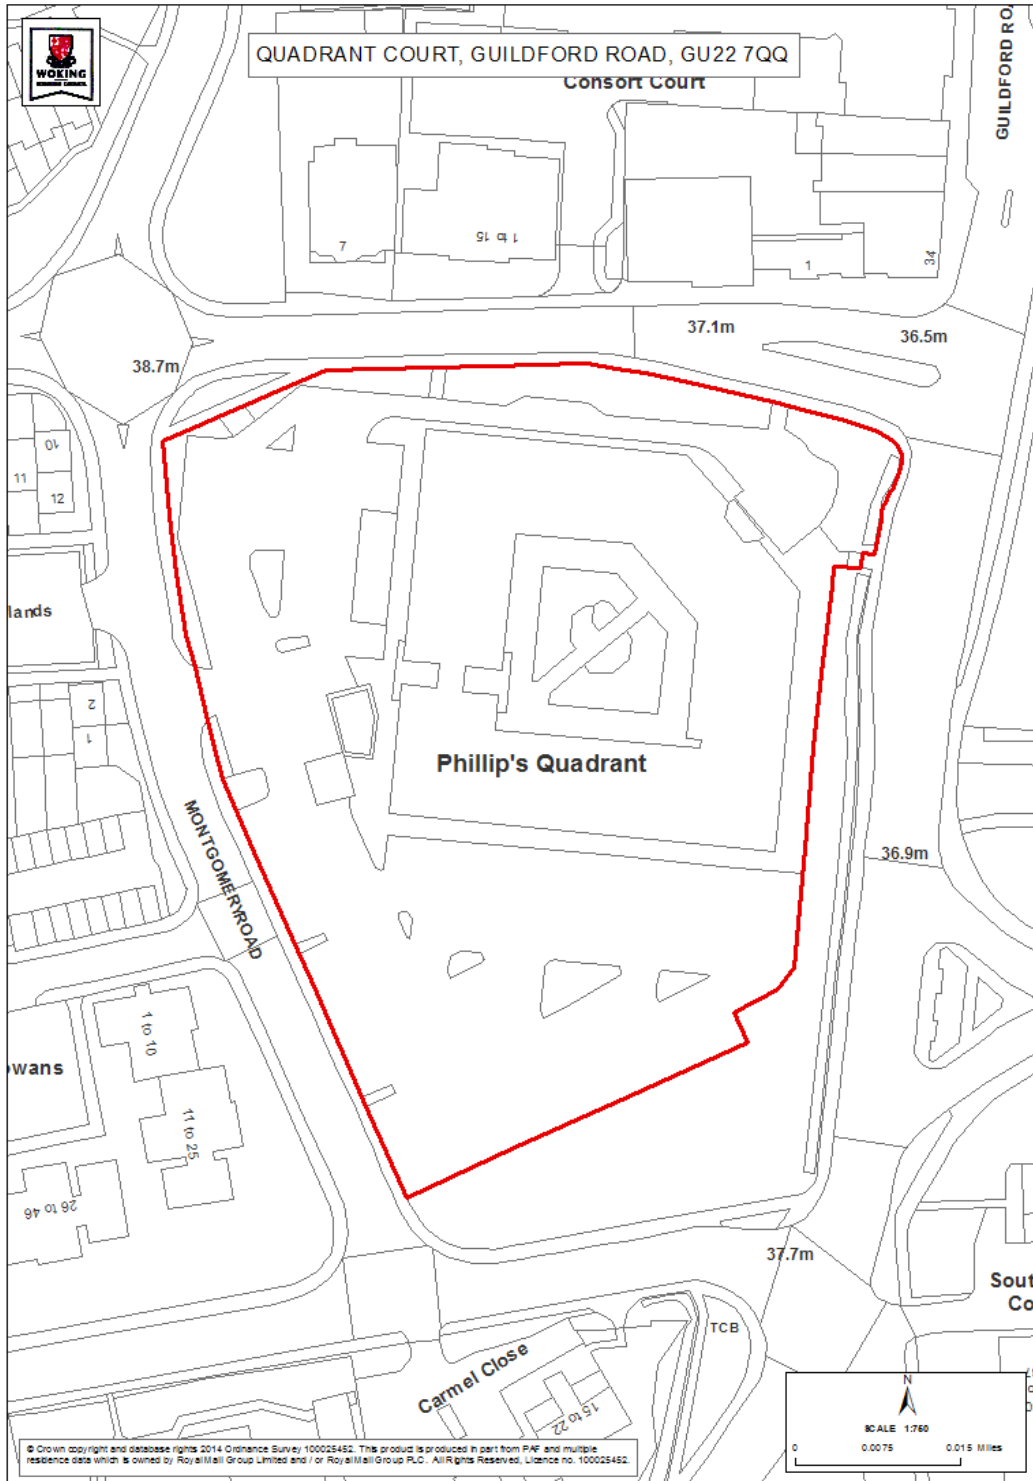 WOKING
BOROUGH COUNCIL
QUADRANT COURT, GUILDFORD ROAD, GU22 7QQ
Consort Court
GUILDFORD RO
7
1 to 15
1
34
37.1m
36.5m
38.7m
10
11
12
lands
2
1
Phillip's Quadrant
MONTGOMERY ROAD
36.9m
1 to 10
owans
11 to 25
26 to 46
37.7m
Sout
Co
TCB
Carmel Close
15 to 22
N
SCALE 1:760
0 0.0075 0.015 Miles
© Crown copyright and database rights 2014 Ordnance Survey 100025452. This product is produced in part from PAF and multiple
residence data which is owned by Royal Mail Group Limited and / or Royal Mail Group PLC. All Rights Reserved, Licence no. 100025452.